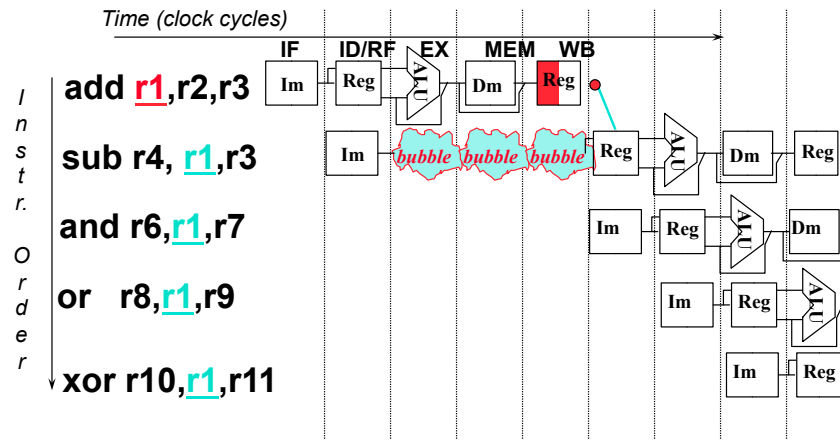 Time (clock cycles)
IF ID/RF EX MEM WB
Instr. Order
add r1,r2,r3 Im Reg ALU Dm Reg
sub r4, r1,r3 Im bubble bubble bubble Reg ALU Dm Reg
and r6,r1,r7 Im Reg ALU Dm
or r8,r1,r9 Im Reg ALU
xor r10,r1,r11 Im Reg